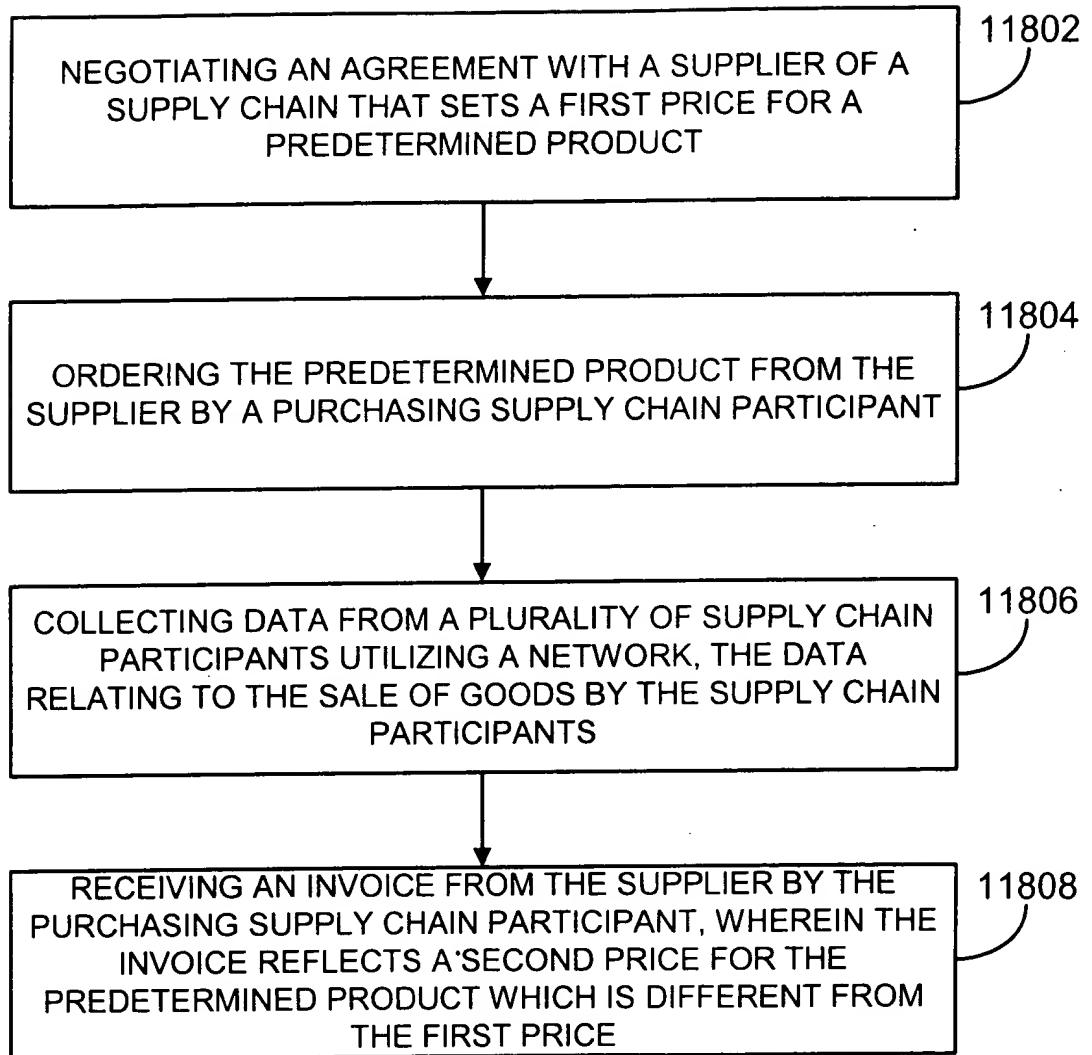 11802
NEGOTIATING AN AGREEMENT WITH A SUPPLIER OF A
SUPPLY CHAIN THAT SETS A FIRST PRICE FOR A
PREDETERMINED PRODUCT
11804
ORDERING THE PREDETERMINED PRODUCT FROM THE
SUPPLIER BY A PURCHASING SUPPLY CHAIN PARTICIPANT
11806
COLLECTING DATA FROM A PLURALITY OF SUPPLY CHAIN
PARTICIPANTS UTILIZING A NETWORK, THE DATA
RELATING TO THE SALE OF GOODS BY THE SUPPLY CHAIN
PARTICIPANTS
11808
RECEIVING AN INVOICE FROM THE SUPPLIER BY THE
PURCHASING SUPPLY CHAIN PARTICIPANT, WHEREIN THE
INVOICE REFLECTS A SECOND PRICE FOR THE
PREDETERMINED PRODUCT WHICH IS DIFFERENT FROM
THE FIRST PRICE